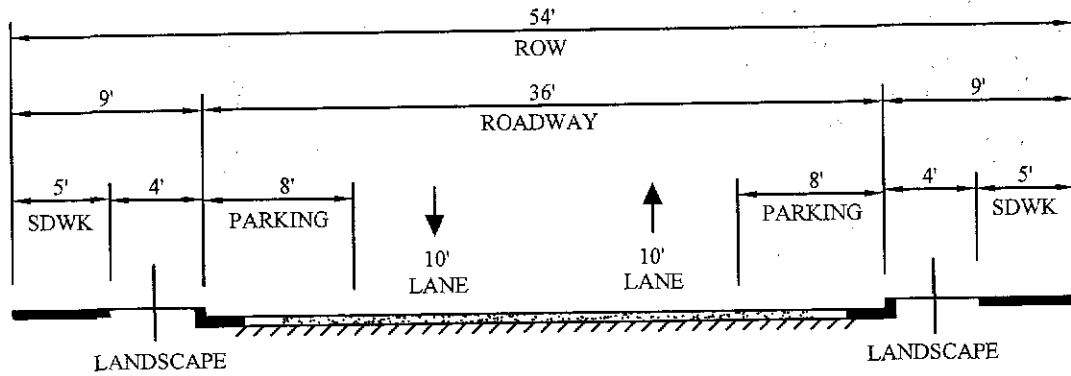 54'
ROW
9'
36'
9'
ROADWAY
5'
4'
8'
8'
4'
5'
SDWK
PARKING
PARKING
SDWK
10'
LANE
10'
LANE
LANDSCAPE
LANDSCAPE